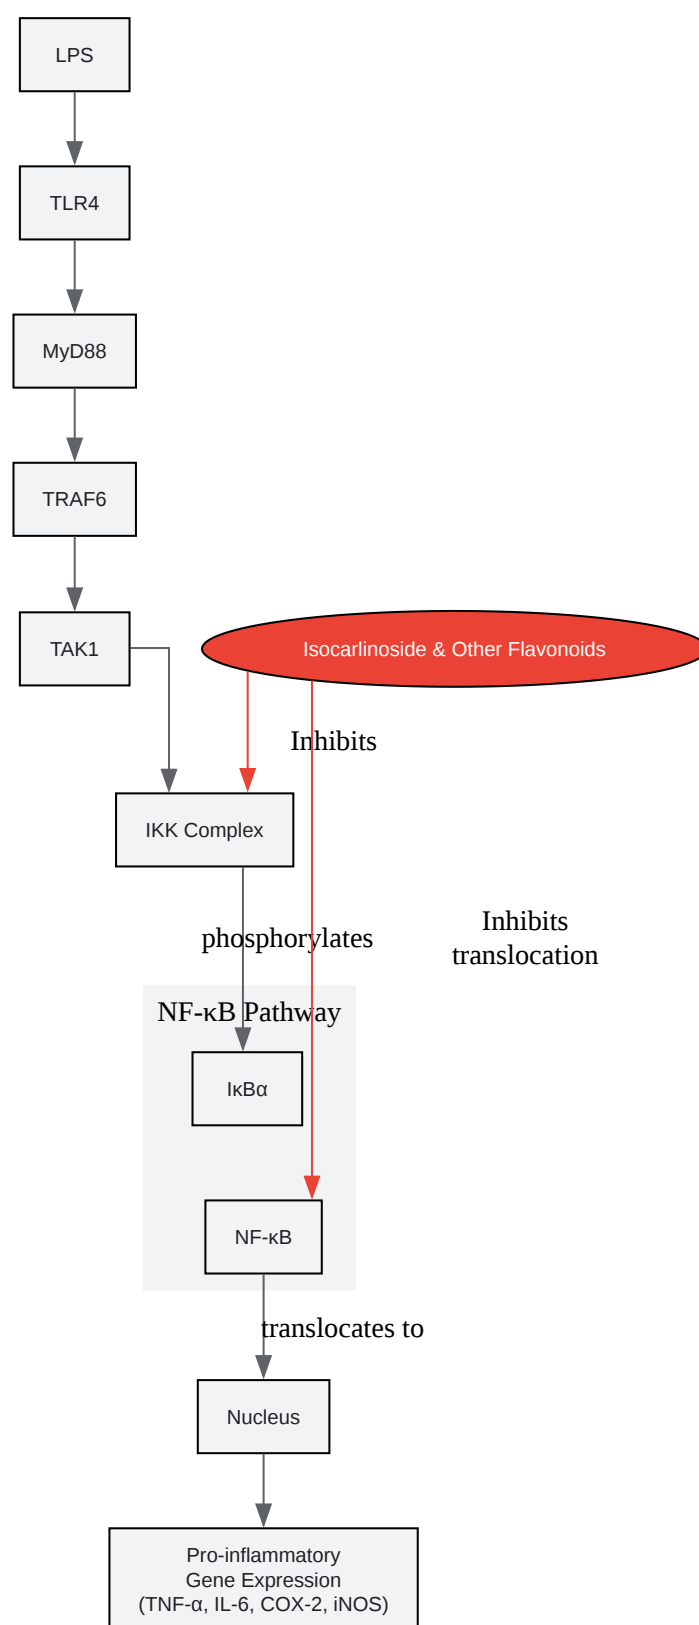 LPS
TLR4
MyD88
TRAF6
TAK1
Isocarlinoside & Other Flavonoids
Inhibits
IKK Complex
phosphorylates
Inhibits
translocation
NF-κB Pathway
IκBα
NF-κB
translocates to
Nucleus
Pro-inflammatory
Gene Expression
(TNF-α, IL-6, COX-2, iNOS)